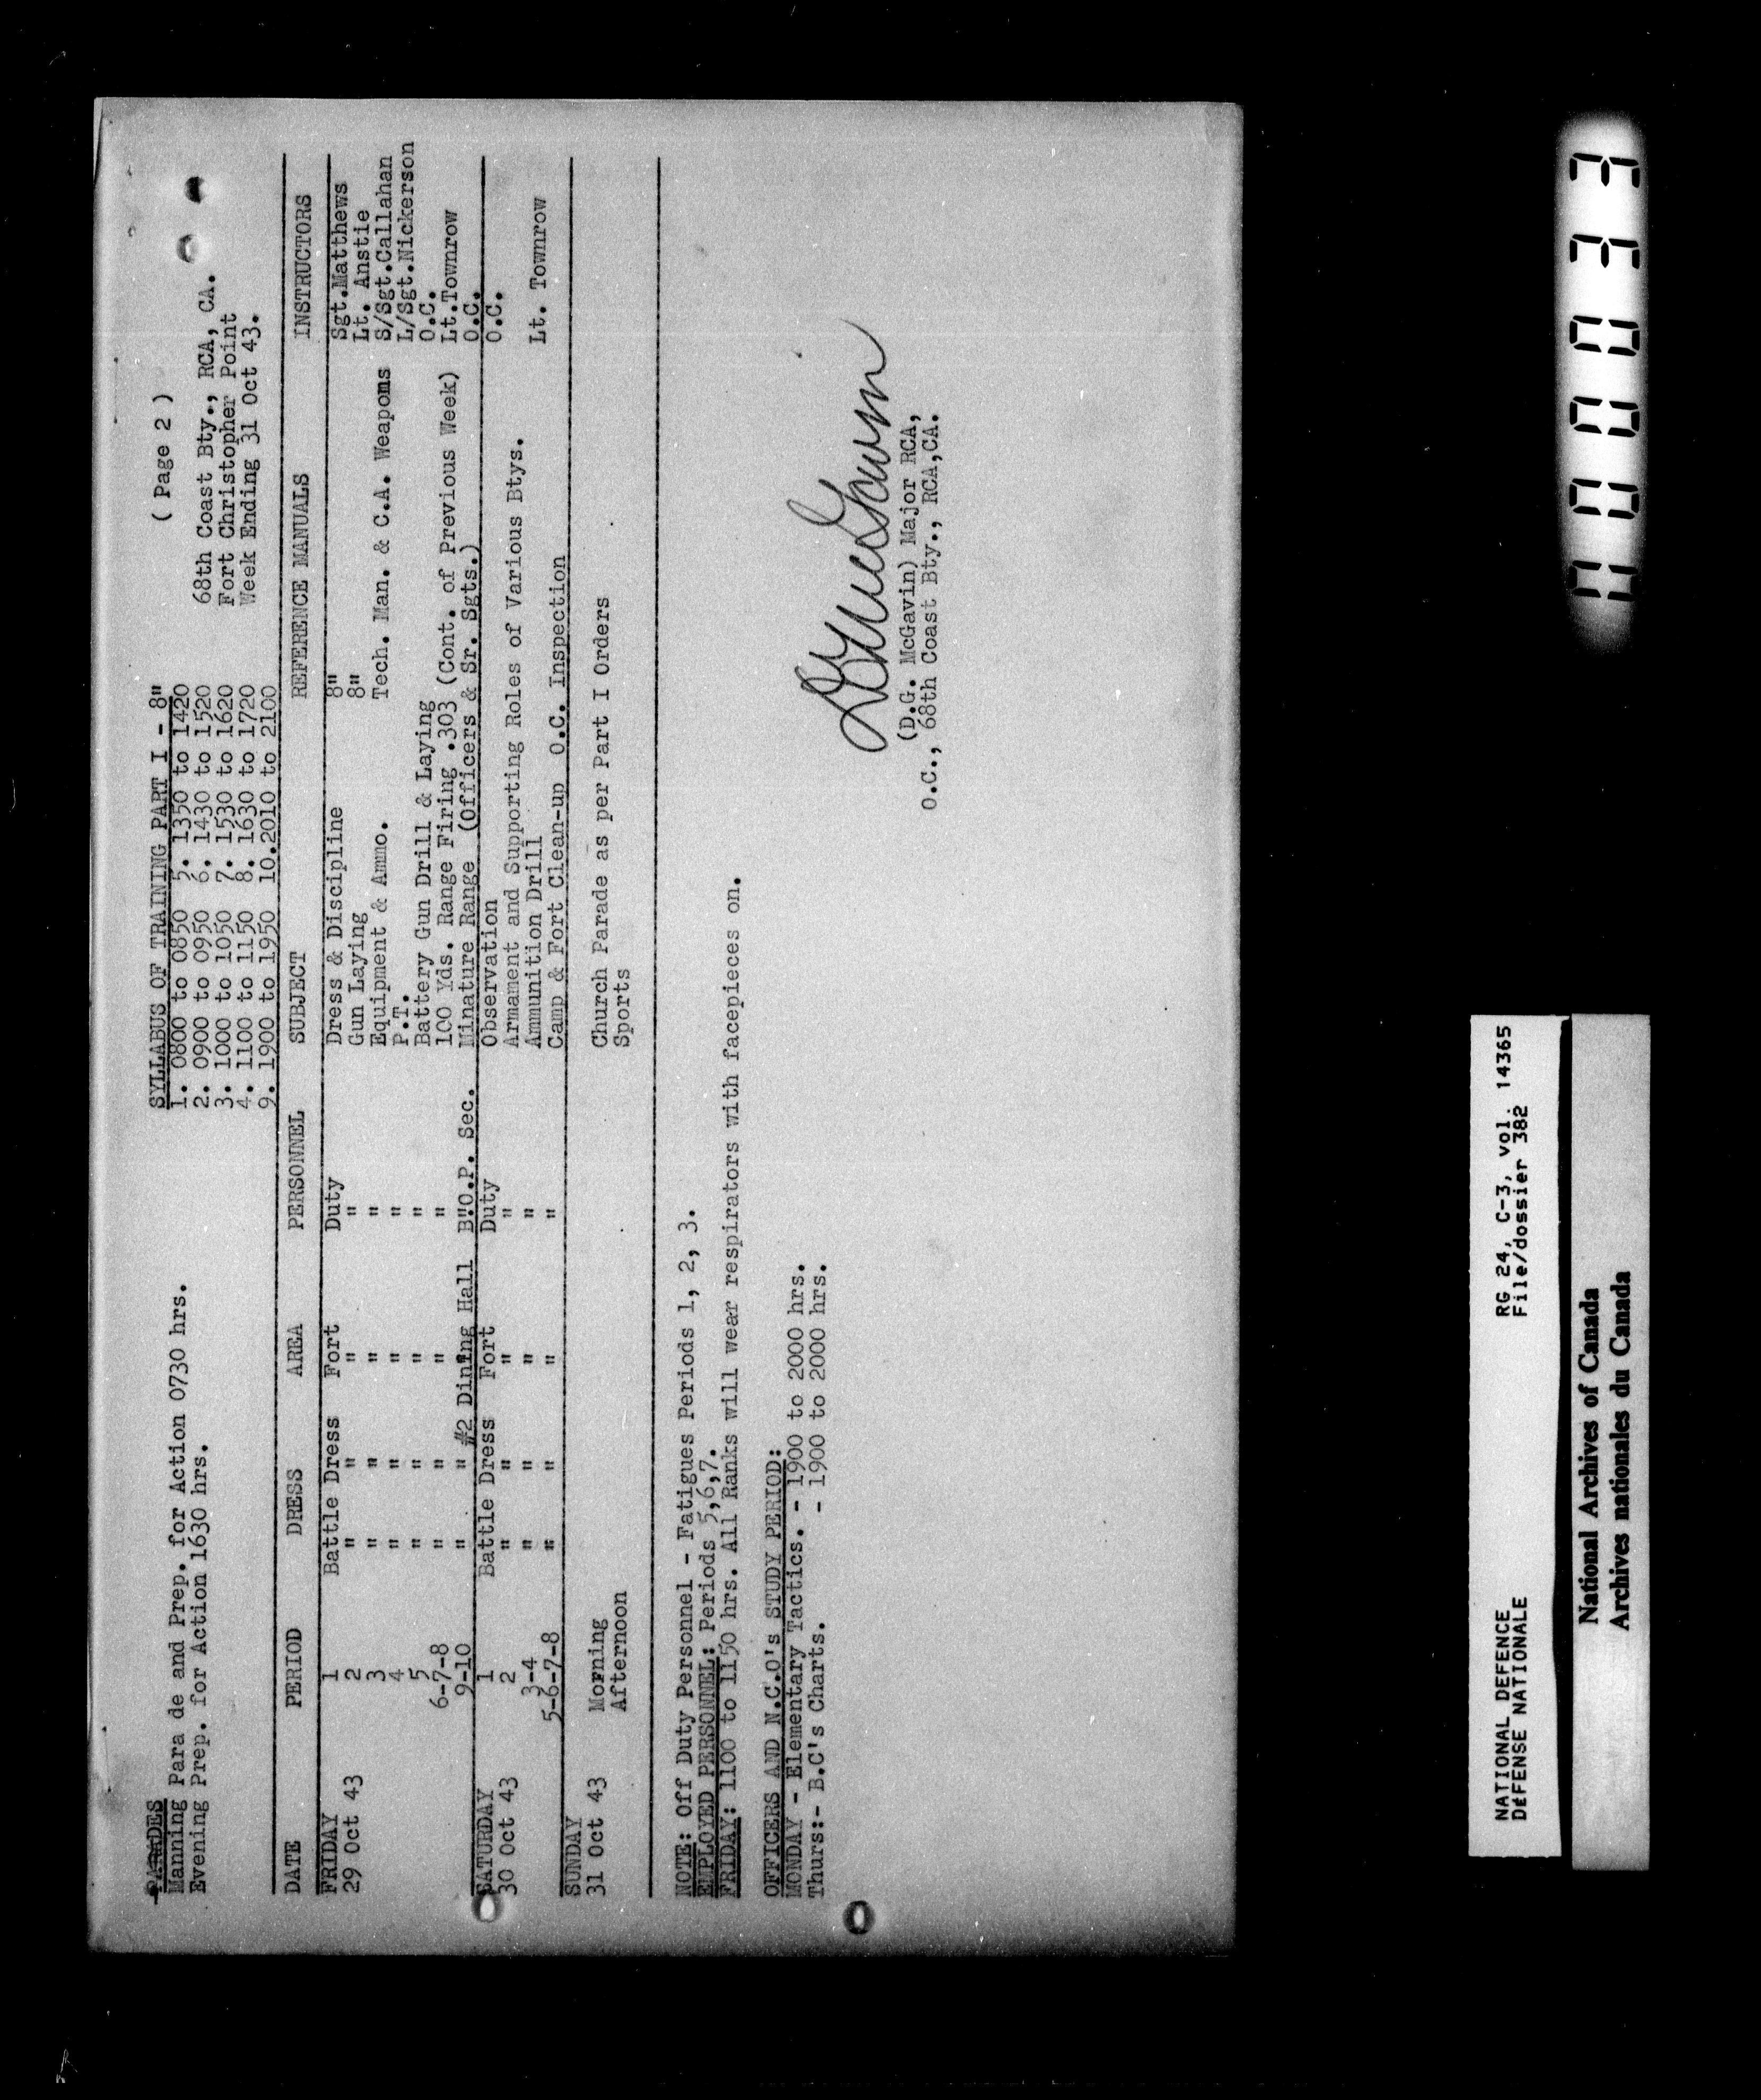 SYLLABUS OF TRAINING PART I - 8" ( Page 2 )
PARADES 1. 0800 to 0850 5. 1350 to 1420
Manning Para de and Prep. for Action 0730 hrs. 2. 0900 to 0950 6. 1430 to 1520 68th Coast Bty., RCA, CA.
Evening Prep. for Action 1630 hrs. 3. 1000 to 1050 7. 1530 to 1620 Fort Christopher Point
4. 1100 to 1150 8. 1630 to 1720 Week Ending 31 Oct 43.
9. 1900 to 1950 10.2010 to 2100
DATE PERIOD DRESS AREA PERSONNEL SUBJECT REFERENCE MANUALS INSTRUCTORS
FRIDAY 1 Battle Dress Fort Duty Dress & Discipline 8" Sgt.Matthews
29 Oct 43 2 " " " " Gun Laying 8" Lt. Anstie
3 " " " " Equipment & Ammo. Tech. Man. & C.A. Weapons S/Sgt.Callahan
4 " " " " P.T. L/Sgt.Nickerson
5 " " " " Battery Gun Drill & Laying O.C.
6-7-8 " " " " 100 Yds. Range Firing .303 (Cont. of Previous Week) Lt.Townrow
9-10 " " #2 Dining Hall B.O.P. Sec. Minature Range (Officers & Sr. Sgts.) O.C.
SATURDAY 1 Battle Dress Fort Duty Observation O.C.
30 Oct 43 2 " " " " Armament and Supporting Roles of Various Btys.
3-4 " " " " Ammunition Drill Lt. Townrow
5-6-7-8 " " " " Camp & Fort Clean-up O.C. Inspection
SUNDAY
31 Oct 43 Morning Church Parade as per Part I Orders
Afternoon Sports
NOTE: Off Duty Personnel - Fatigues Periods 1, 2, 3.
EMPLOYED PERSONNEL: Periods 5,6,7.
FRIDAY: 1100 to 1150 hrs. All Ranks will wear respirators with facepieces on.
OFFICERS AND N.C.O's STUDY PERIOD:
MONDAY - Elementary Tactics. - 1900 to 2000 hrs.
Thurs:- B.C's Charts. - 1900 to 2000 hrs.
(D.G. McGavin) Major RCA,
O.C., 68th Coast Bty., RCA,CA.
NATIONAL DEFENCE RG 24, C-3, vol. 14365
DÉFENSE NATIONALE File/dossier 382
National Archives of Canada
Archives nationales du Canada
000033